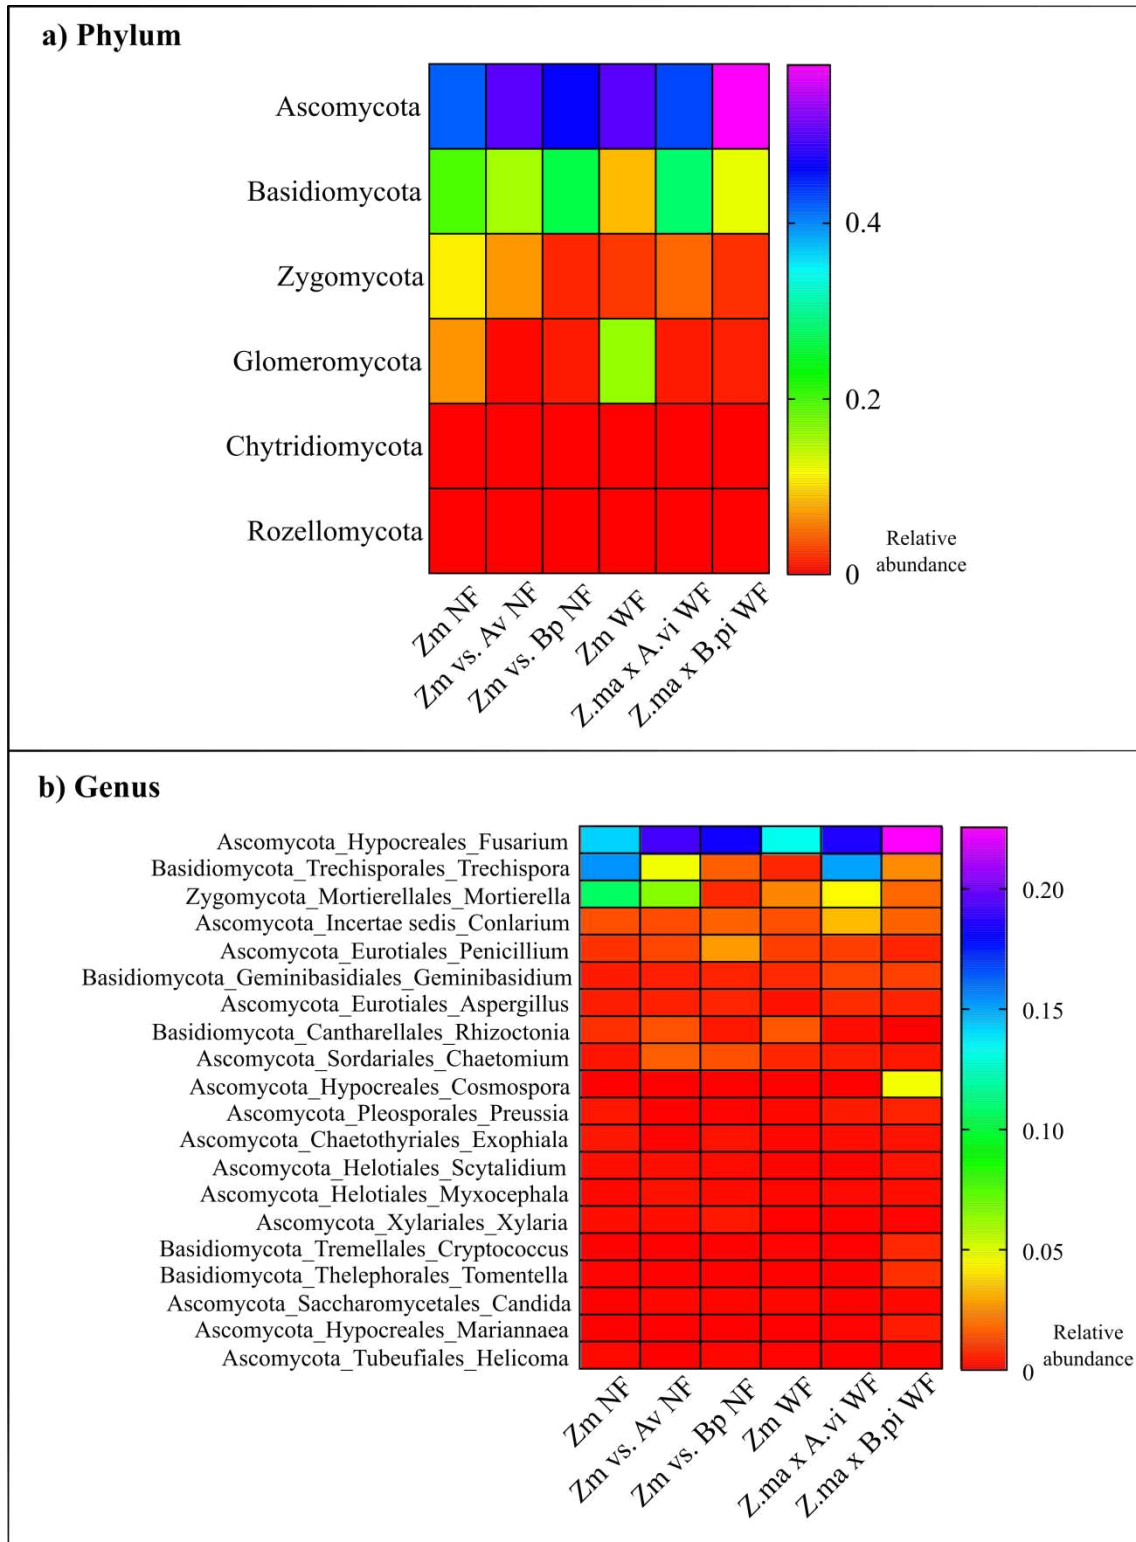 a) Phylum
Ascomycota
Basidiomycota
Zygomycota
Glomeromycota
Chytridiomycota
Rozellomycota
0.4
0.2
0
Relative
abundance
Zm NF
Zm vs. Av NF
Zm vs. Bp NF
Zm WF
Z.ma x A.vi WF
Z.ma x B.pi WF
b) Genus
Ascomycota_Hypocreales_Fusarium
Basidiomycota_Trechisporales_Trechispora
Zygomycota_Mortierellales_Mortierella
Ascomycota_Incertae sedis_Conlarium
Ascomycota_Eurotiales_Penicillium
Basidiomycota_Geminibasidiales_Geminibasidium
Ascomycota_Eurotiales_Aspergillus
Basidiomycota_Cantharellales_Rhizoctonia
Ascomycota_Sordariales_Chaetomium
Ascomycota_Hypocreales_Cosmospora
Ascomycota_Pleosporales_Preussia
Ascomycota_Chaetothyriales_Exophiala
Ascomycota_Helotiales_Scytalidium
Ascomycota_Helotiales_Myxocephala
Ascomycota_Xylariales_Xylaria
Basidiomycota_Tremellales_Cryptococcus
Basidiomycota_Thelephorales_Tomentella
Ascomycota_Saccharomycetales_Candida
Ascomycota_Hypocreales_Mariannaea
Ascomycota_Tubeufiales_Helicoma
0.20
0.15
0.10
0.05
0
Relative
abundance
Zm NF
Zm vs. Av NF
Zm vs. Bp NF
Zm WF
Z.ma x A.vi WF
Z.ma x B.pi WF